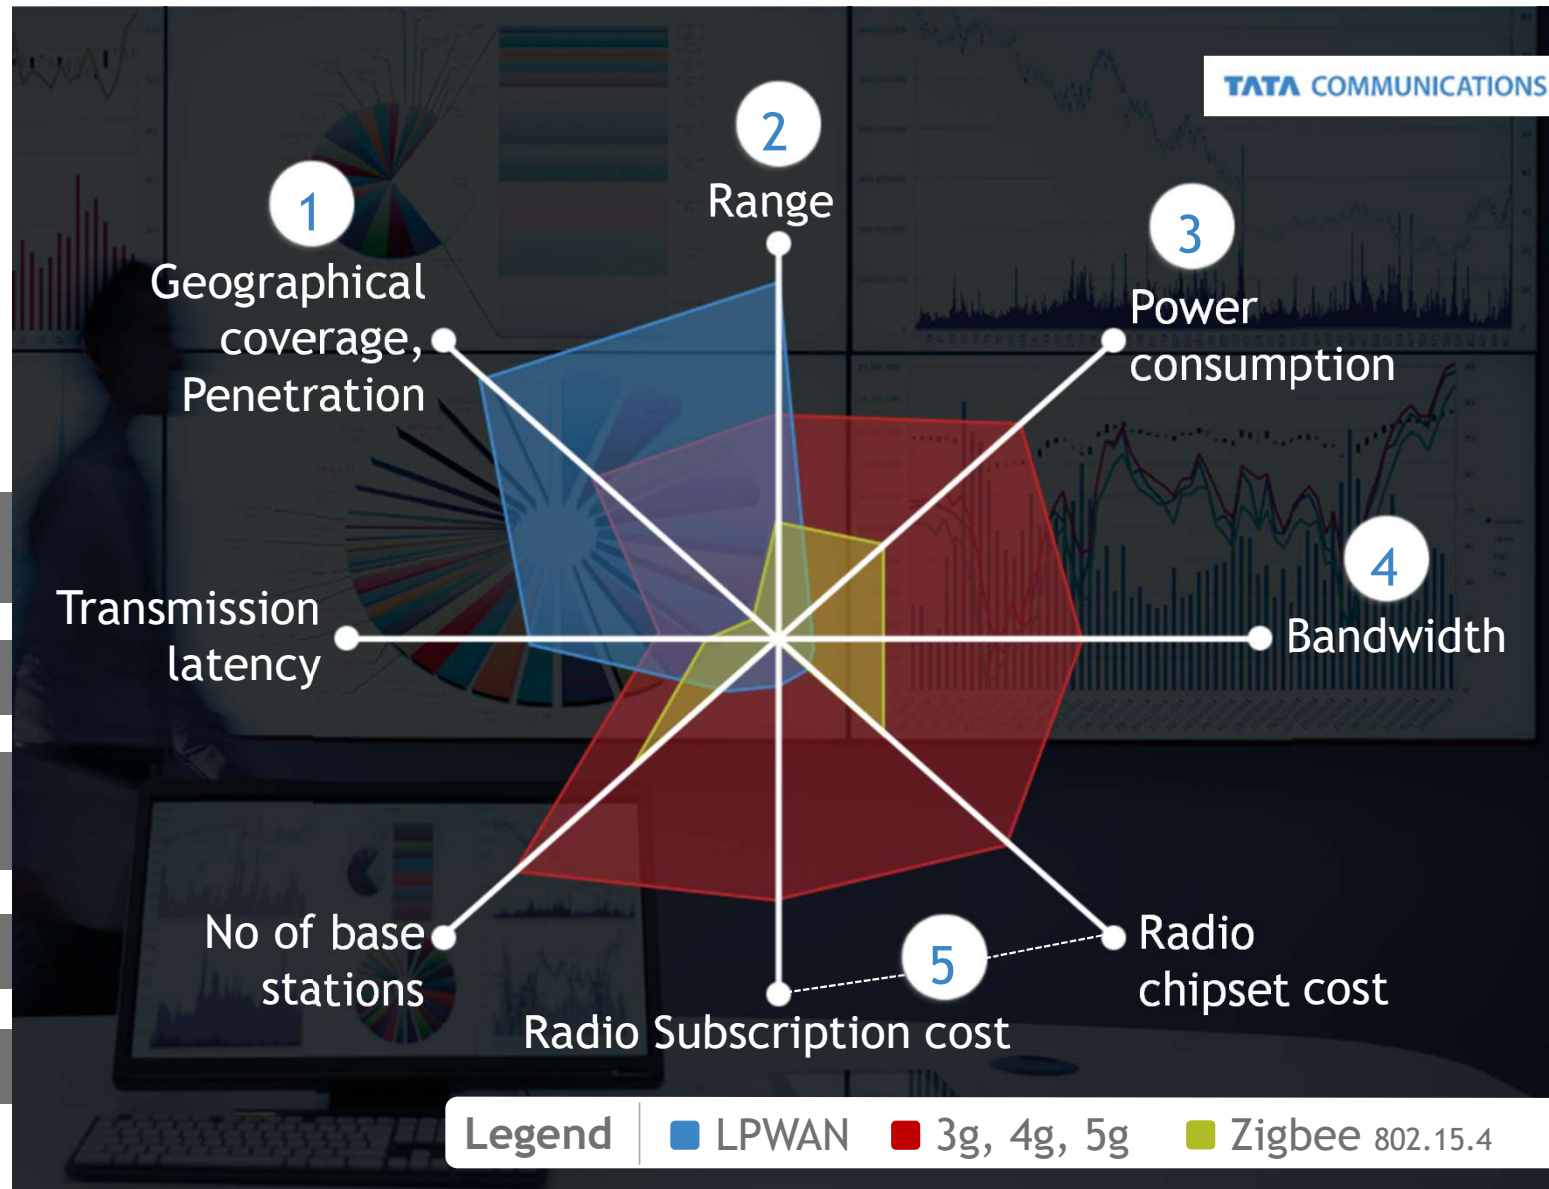 TATA COMMUNICATIONS
2
Range
1
Geographical
coverage,
Penetration
3
Power
consumption
4
Bandwidth
Transmission
latency
No of base
stations
5
Radio
chipset cost
Radio Subscription cost
Legend
LPWAN
3g, 4g, 5g
Zigbee 802.15.4